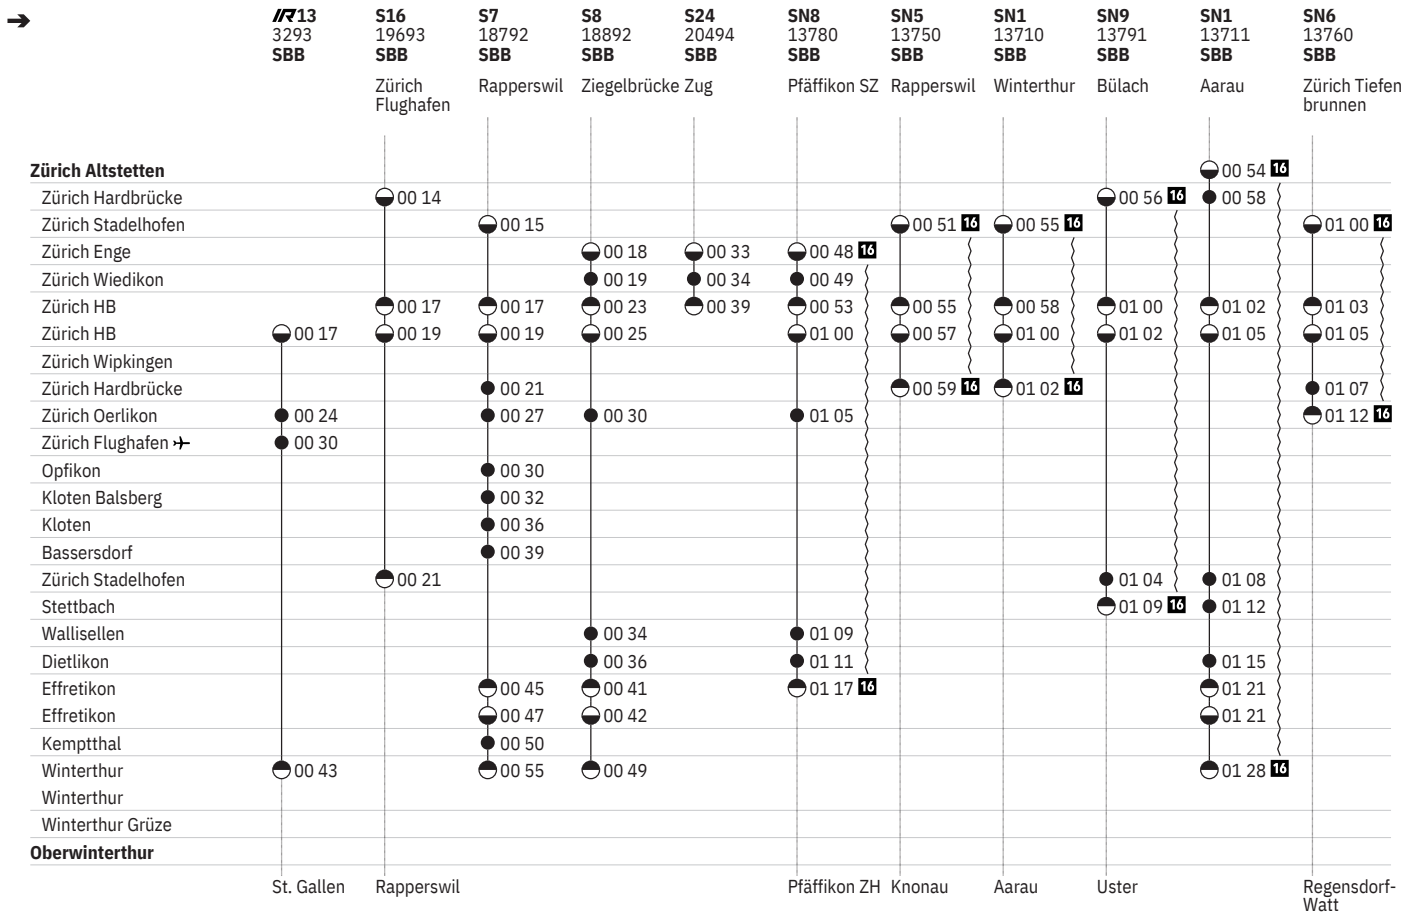 ➔ IR13 S16 S7 S8 S24 SN8 SN5 SN1 SN9 SN1 SN6
3293 19693 18792 18892 20494 13780 13750 13710 13791 13711 13760
SBB SBB SBB SBB SBB SBB SBB SBB SBB SBB SBB
Zürich Rapperswil Ziegelbrücke Zug Pfäffikon SZ Rapperswil Winterthur Bülach Aarau Zürich Tiefen
Flughafen brunnen
Zürich Altstetten 00 54 16
Zürich Hardbrücke 00 14 00 56 16 00 58
Zürich Stadelhofen 00 15 00 51 16 00 55 16 01 00 16
Zürich Enge 00 18 00 33 00 48 16
Zürich Wiedikon 00 19 00 34 00 49
Zürich HB 00 17 00 17 00 23 00 39 00 53 00 55 00 58 01 00 01 02 01 03
Zürich HB 00 17 00 19 00 19 00 25 01 00 00 57 01 00 01 02 01 05 01 05
Zürich Wipkingen
Zürich Hardbrücke 00 21 00 59 16 01 02 16 01 07
Zürich Oerlikon 00 24 00 27 00 30 01 05 01 12 16
Zürich Flughafen 00 30
Opfikon 00 30
Kloten Balsberg 00 32
Kloten 00 36
Bassersdorf 00 39
Zürich Stadelhofen 00 21 01 04 01 08
Stettbach 01 09 16 01 12
Wallisellen 00 34 01 09
Dietlikon 00 36 01 11 01 15
Effretikon 00 45 00 41 01 17 16 01 21
Effretikon 00 47 00 42 01 21
Kemptthal 00 50
Winterthur 00 43 00 55 00 49 01 28 16
Winterthur
Winterthur Grüze
Oberwinterthur
St. Gallen Rapperswil Pfäffikon ZH Knonau Aarau Uster Regensdorf-
Watt